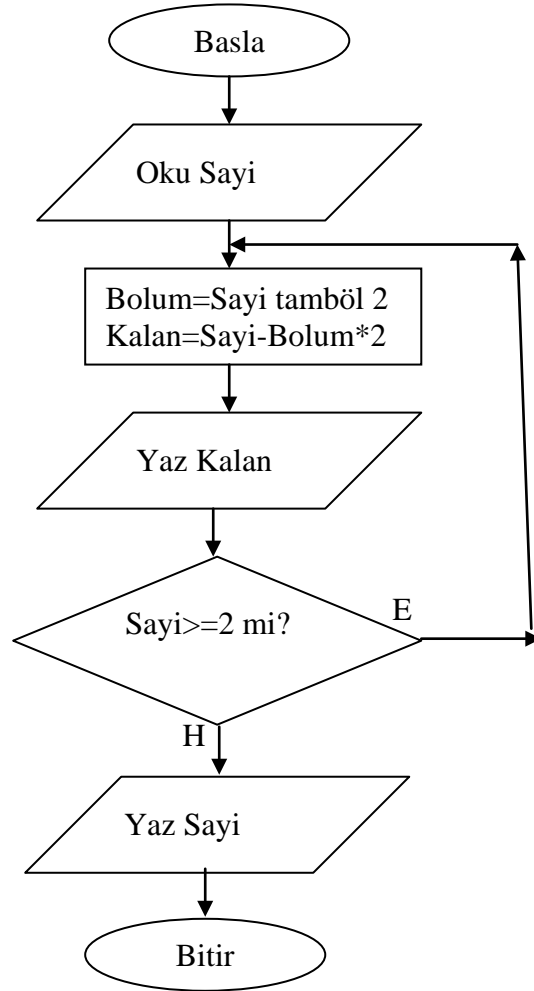 Basla
Oku Sayi
Bolum=Sayi tamböl 2
Kalan=Sayi-Bolum*2
Yaz Kalan
Sayi>=2 mi?
E
H
Yaz Sayi
Bitir